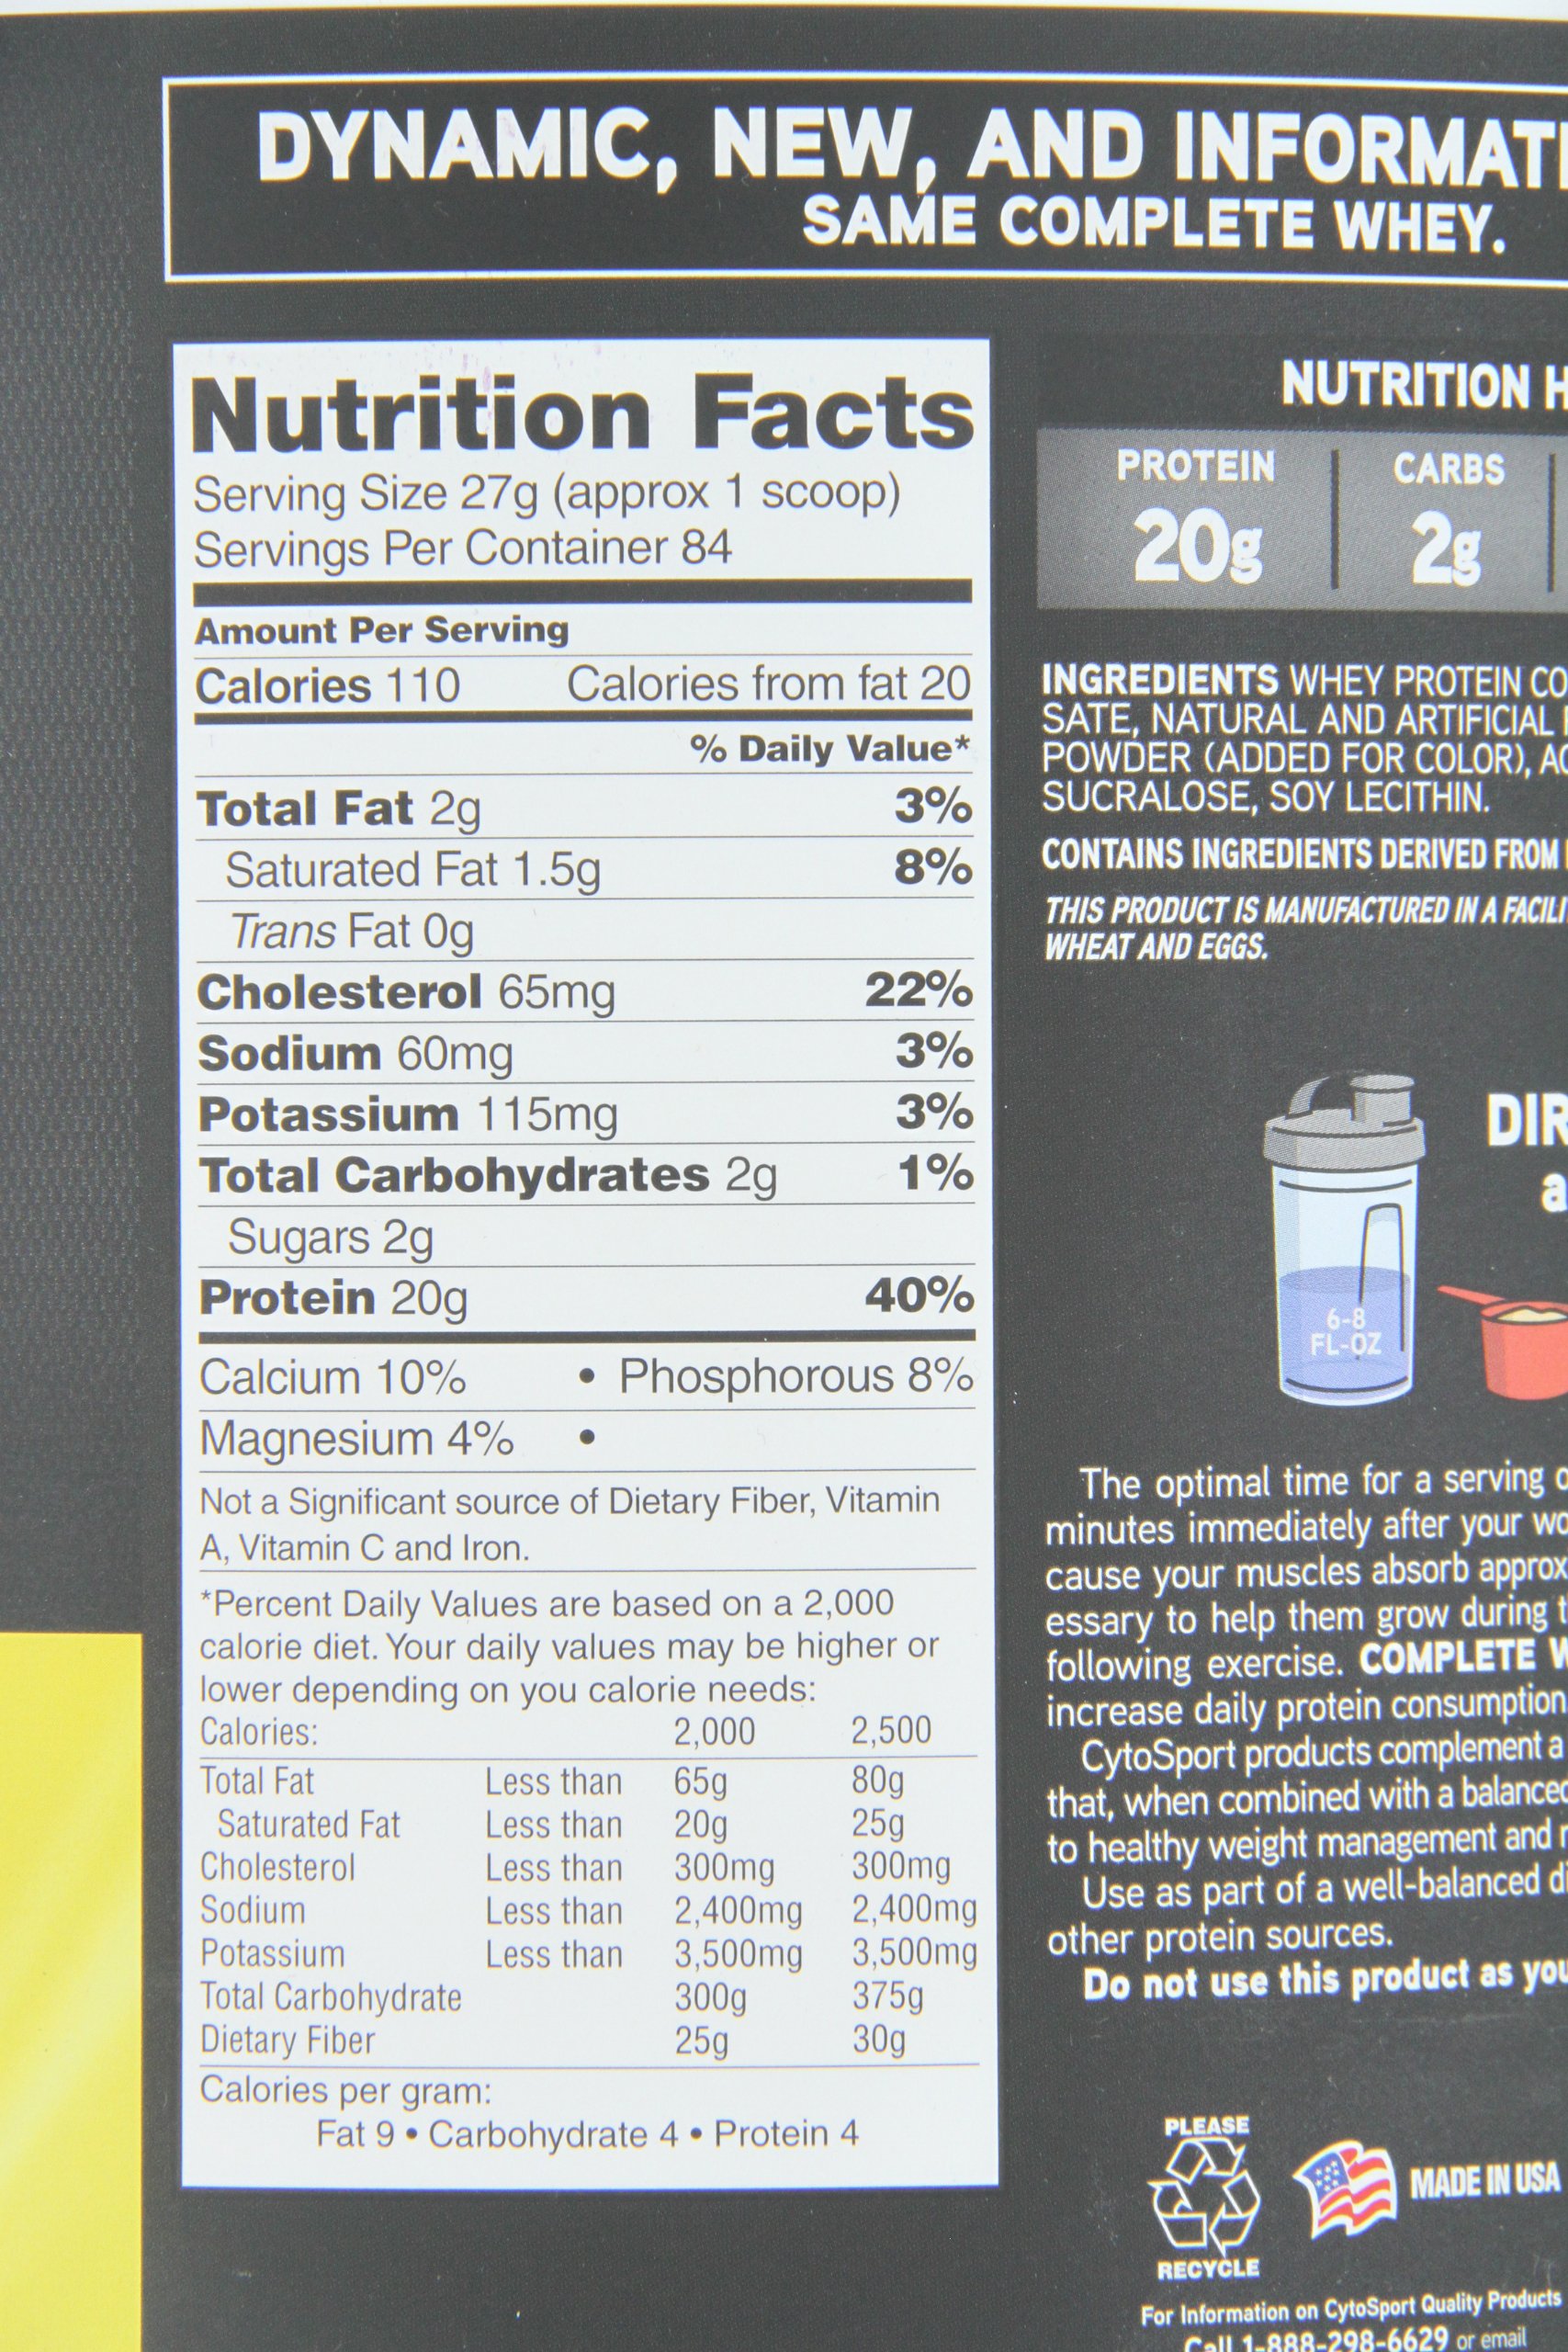 DYNAMIC, NEW, AND
SAME COMPLETE WHEY.
Nutrition Facts
Serving Size 27g (approx 1 scoop)
Servings Per Container 84
Amount Per Serving
Calories 110 Calories from fat 20
% Daily Value*
Total Fat 2g 3%
Saturated Fat 1.5g 8%
Trans Fat 0g
Cholesterol 65mg 22%
Sodium 60mg 3%
Potassium 115mg 3%
Total Carbohydrates 2g 1%
Sugars 2g
Protein 20g 40%
Calcium 10% • Phosphorous 8%
Magnesium 4% •
Not a Significant source of Dietary Fiber, Vitamin
A, Vitamin C and Iron.
*Percent Daily Values are based on a 2,000
calorie diet. Your daily values may be higher or
lower depending on you calorie needs:
Calories: 2,000 2,500
Total Fat Less than 65g 80g
Saturated Fat Less than 20g 25g
Cholesterol Less than 300mg 300mg
Sodium Less than 2,400mg 2,400mg
Potassium Less than 3,500mg 3,500mg
Total Carbohydrate 300g 375g
Dietary Fiber 25g 30g
Calories per gram:
Fat 9 • Carbohydrate 4 • Protein 4
NUTRITION
PROTEIN CARBS
20g 2g
INGREDIENTS WHEY PROTEIN
SATE, NATURAL AND ARTIFICIAL
POWDER (ADDED FOR COLOR),
SUCRALOSE, SOY LECITHIN.
CONTAINS INGREDIENTS DERIVED FROM
THIS PRODUCT IS MANUFACTURED IN A
WHEAT AND EGGS.
6-8
FL-OZ
The optimal time for a serving
minutes immediately after your
cause your muscles absorb
essary to help them grow during
following exercise. COMPLETE
increase daily protein consumption
CytoSport products complement a
that, when combined with a balanced
to healthy weight management and
Use as part of a well-balanced
other protein sources.
Do not use this product as
PLEASE
RECYCLE
MADE IN USA
For Information on CytoSport Quality Products
Call 1-888-298-6629 or email